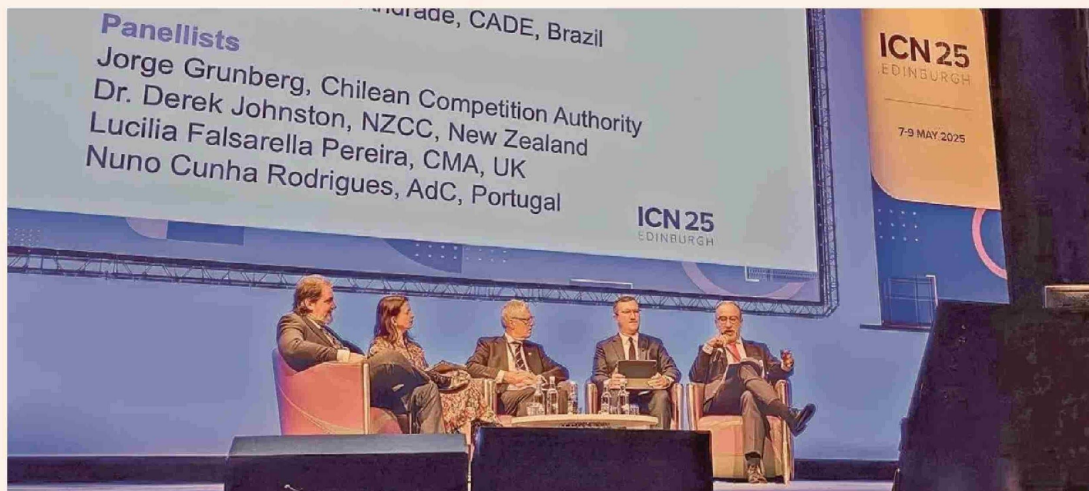 Andrade, CADE, Brazil
Panellists
Jorge Grunberg, Chilean Competition Authority
Dr. Derek Johnston, NZCC, New Zealand
Lucilia Falsarella Pereira, CMA, UK
Nuno Cunha Rodrigues, AdC, Portugal
ICN 25
EDINBURGH
ICN 25
EDINBURGH
7-9 MAY 2025